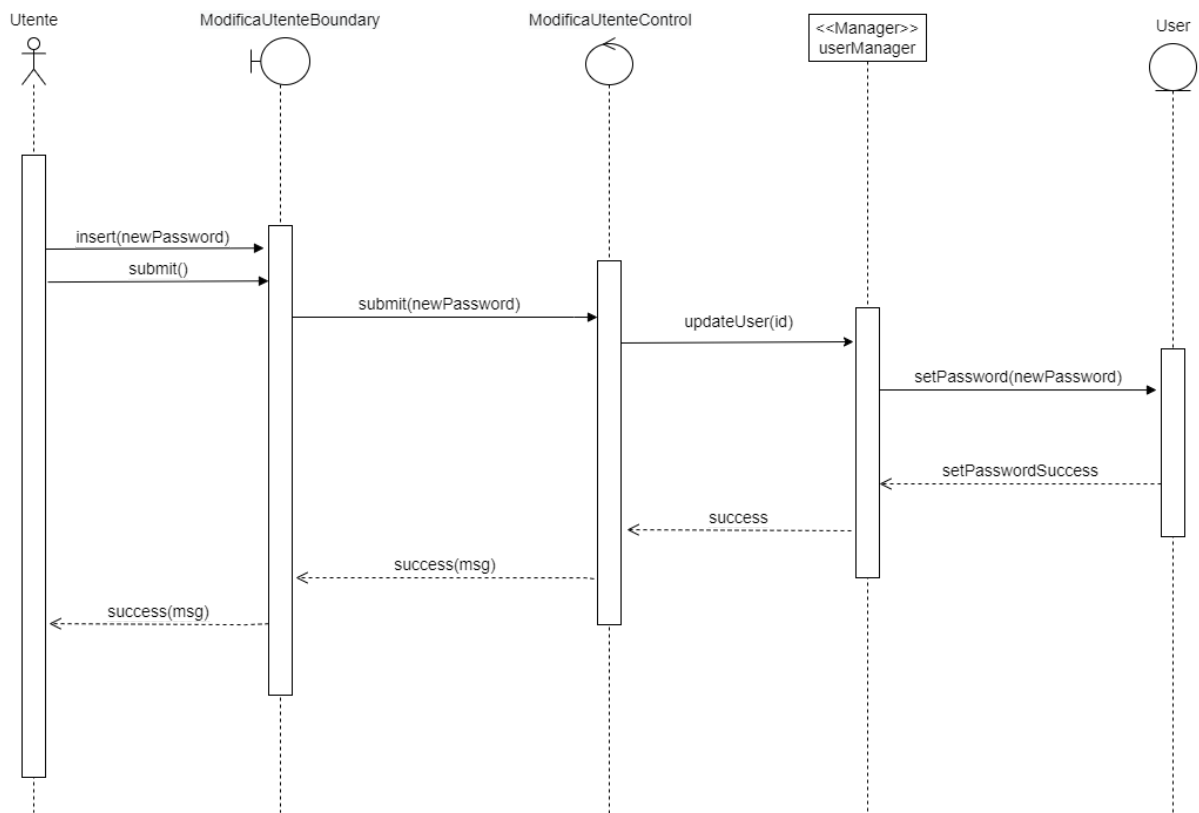 Utente
ModificaUtenteBoundary
ModificaUtenteControl
<<Manager>>
userManager
User
insert(newPassword)
submit()
submit(newPassword)
updateUser(id)
setPassword(newPassword)
setPasswordSuccess
success
success(msg)
success(msg)